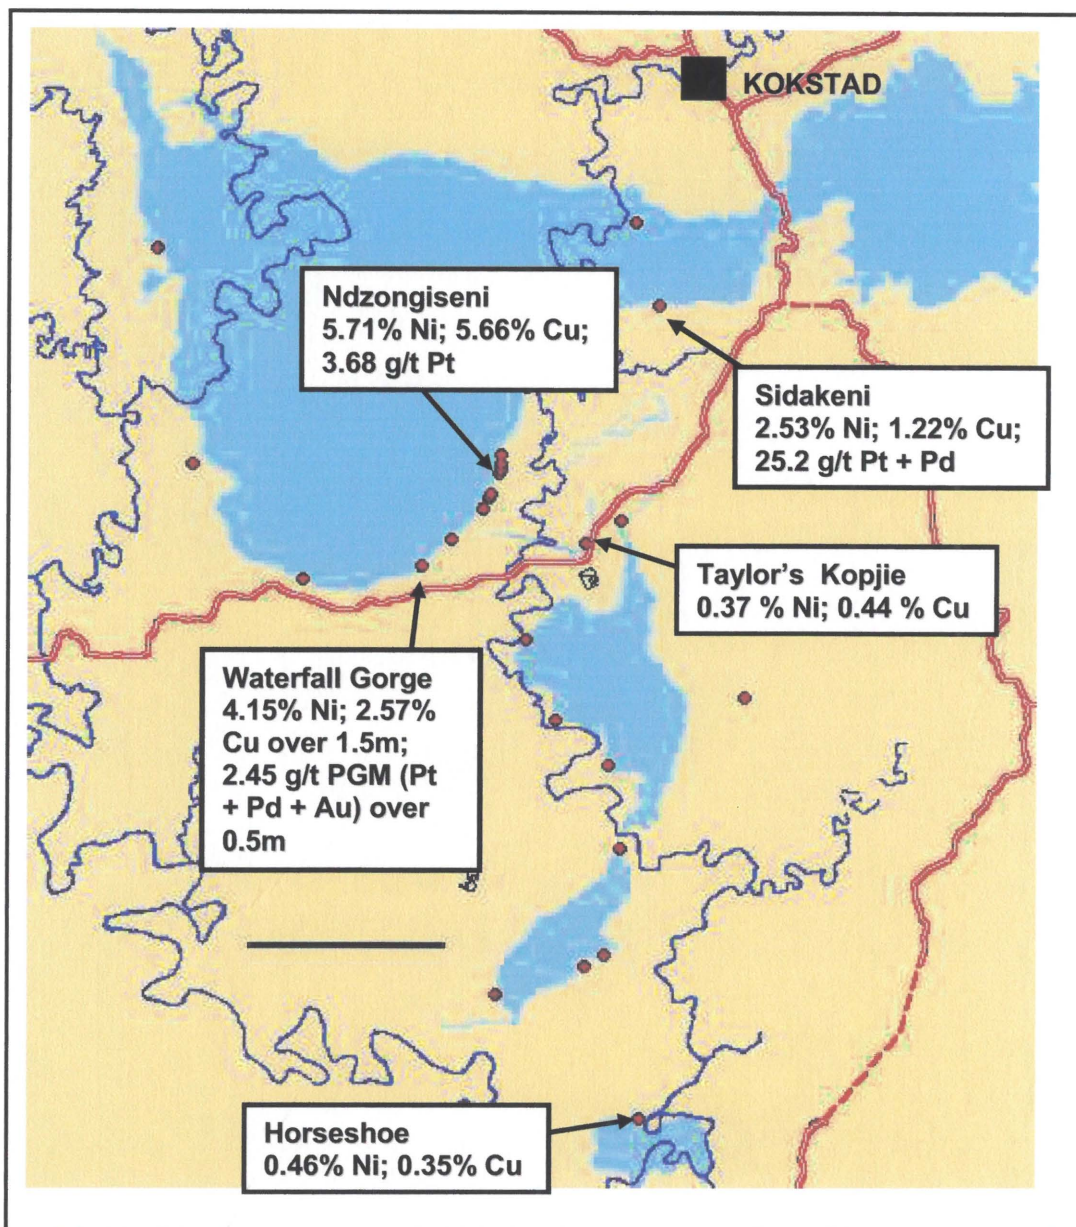 KOKSTAD
Ndzongiseni
5.71% Ni; 5.66% Cu;
3.68 g/t Pt
Sidakeni
2.53% Ni; 1.22% Cu;
25.2 g/t Pt + Pd
Taylor's Kopjie
0.37 % Ni; 0.44 % Cu
Waterfall Gorge
4.15% Ni; 2.57%
Cu over 1.5m;
2.45 g/t PGM (Pt
+ Pd + Au) over
0.5m
Horseshoe
0.46% Ni; 0.35% Cu